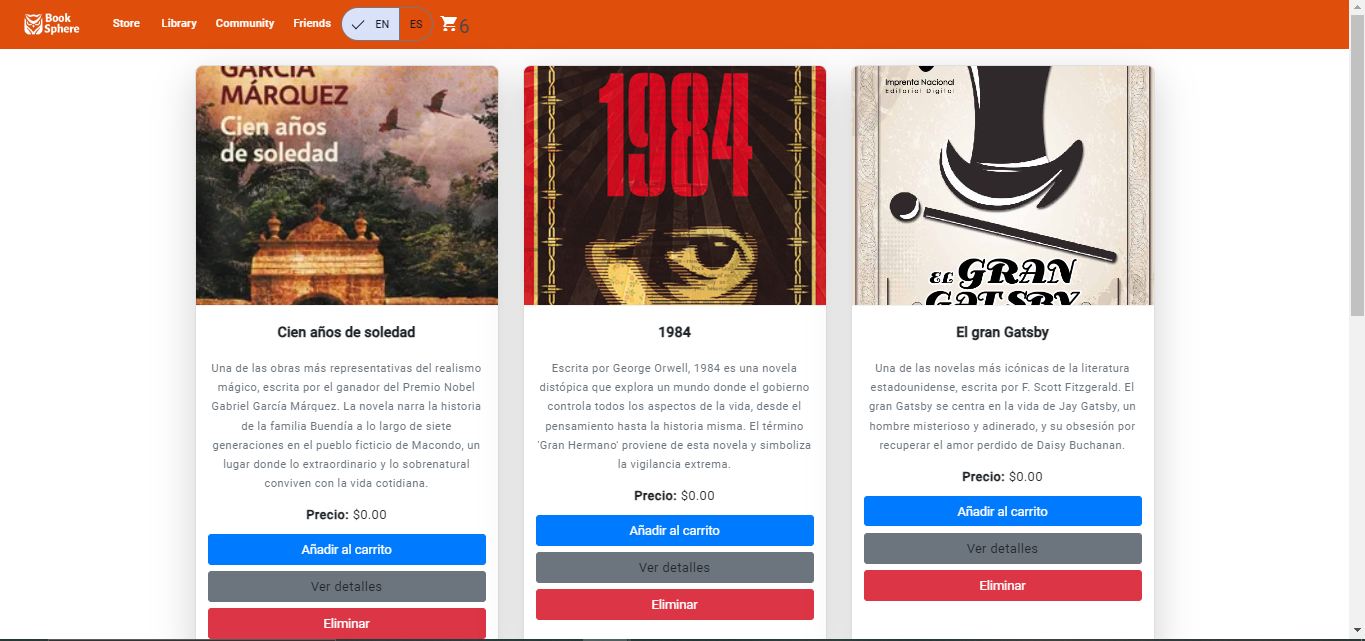 Book
Sphere
Store
Library
Community
Friends
EN
ES
6
GARCÍA
MÁRQUEZ
Cien años
de soledad
1984
Imprenta Nacional
Editorial Digital
EL GRAN
GATSBY
Cien años de soledad
Una de las obras más representativas del realismo
mágico, escrita por el ganador del Premio Nobel
Gabriel García Márquez. La novela narra la historia
de la familia Buendía a lo largo de siete
generaciones en el pueblo ficticio de Macondo, un
lugar donde lo extraordinario y lo sobrenatural
conviven con la vida cotidiana.
Precio: $0.00
Añadir al carrito
Ver detalles
Eliminar
1984
Escrita por George Orwell, 1984 es una novela
distópica que explora un mundo donde el gobierno
controla todos los aspectos de la vida, desde el
pensamiento hasta la historia misma. El término
'Gran Hermano' proviene de esta novela y simboliza
la vigilancia extrema.
Precio: $0.00
Añadir al carrito
Ver detalles
Eliminar
El gran Gatsby
Una de las novelas más icónicas de la literatura
estadounidense, escrita por F. Scott Fitzgerald. El
gran Gatsby se centra en la vida de Jay Gatsby, un
hombre misterioso y adinerado, y su obsesión por
recuperar el amor perdido de Daisy Buchanan.
Precio: $0.00
Añadir al carrito
Ver detalles
Eliminar